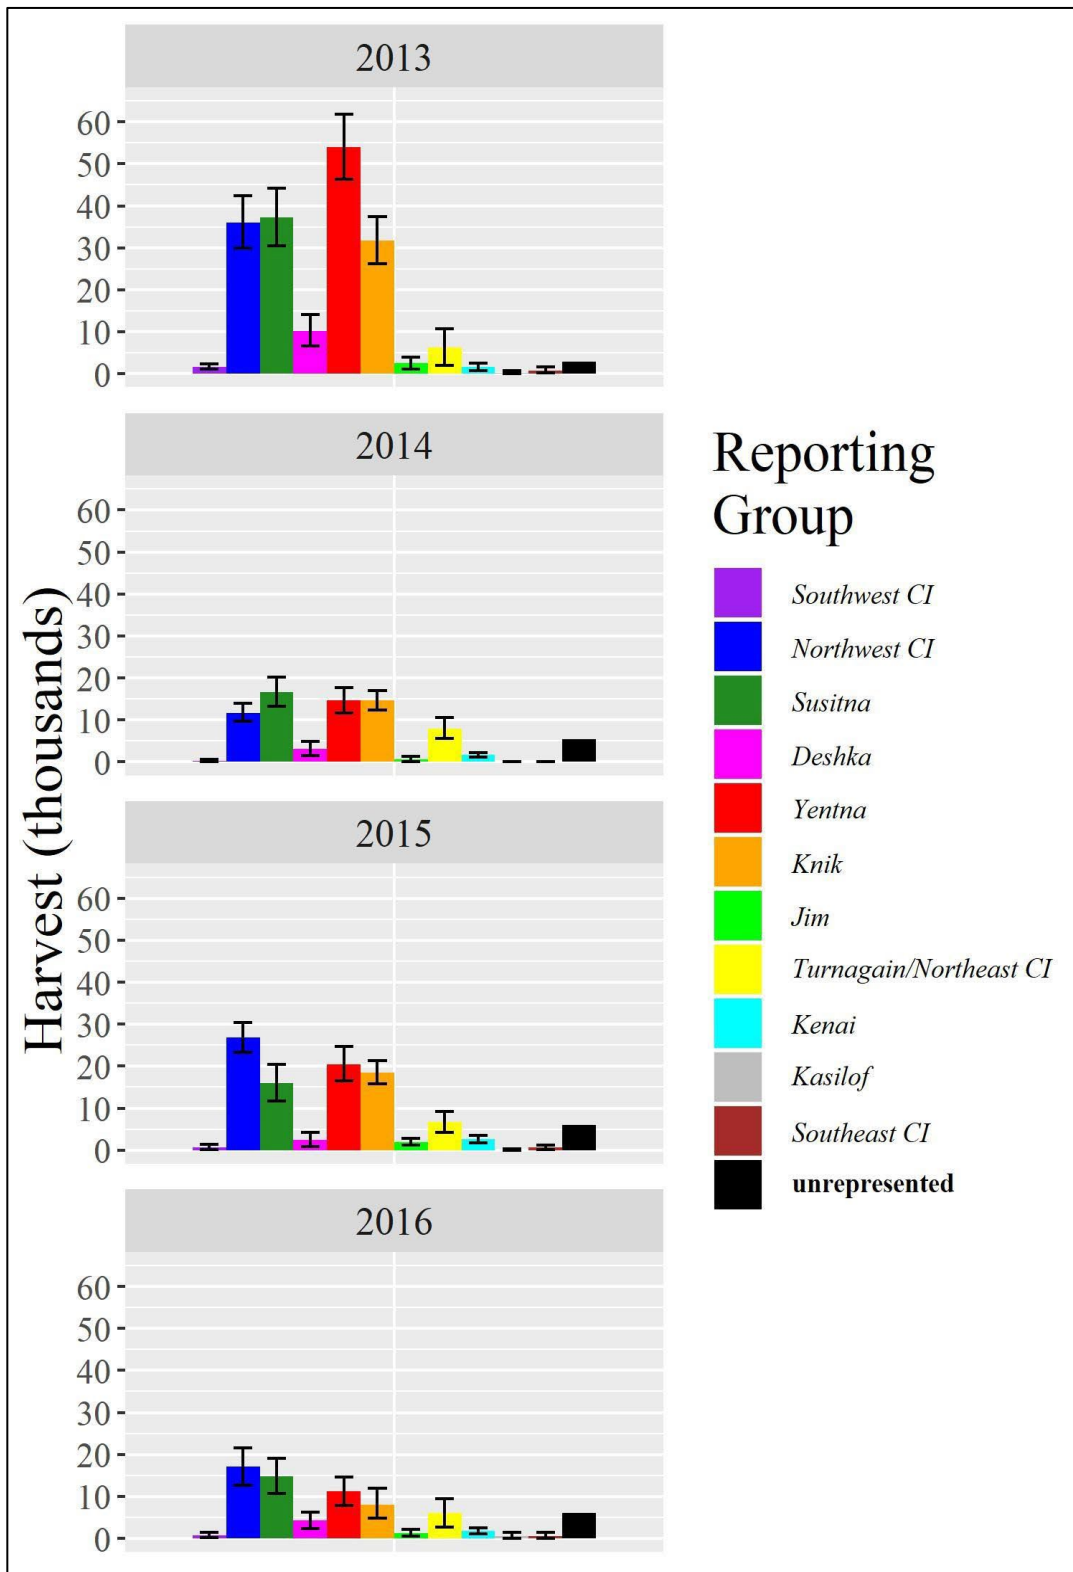 2013
60
50
40
30
20
10
0
2014
60
50
40
30
20
10
0
2015
60
50
40
30
20
10
0
2016
60
50
40
30
20
10
0
Harvest (thousands)
Reporting
Group
Southwest CI
Northwest CI
Susitna
Deshka
Yentna
Knik
Jim
Turnagain/Northeast CI
Kenai
Kasilof
Southeast CI
unrepresented